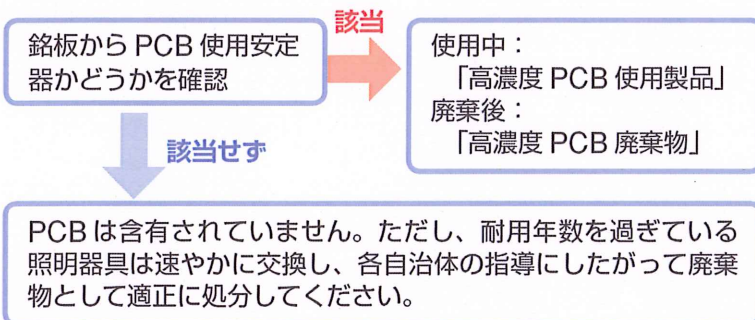 銘板から PCB 使用安定
器かどうかを確認
該当
使用中：
「高濃度 PCB 使用製品」
廃棄後：
「高濃度 PCB 廃棄物」
該当せず
PCB は含有されていません。ただし、耐用年数を過ぎている
照明器具は速やかに交換し、各自治体の指導にしたがって廃棄
物として適正に処分してください。